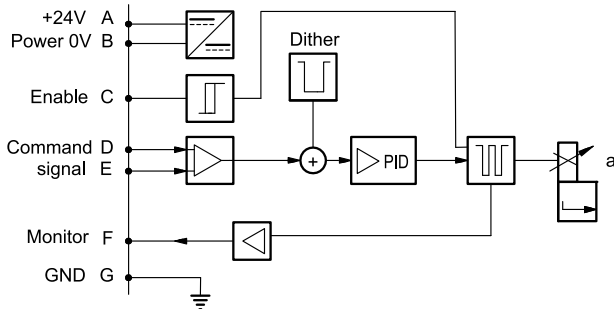 +24V A
Power 0V B
Dither
Enable C
Command D
signal E
+
PID
a
Monitor F
GND G